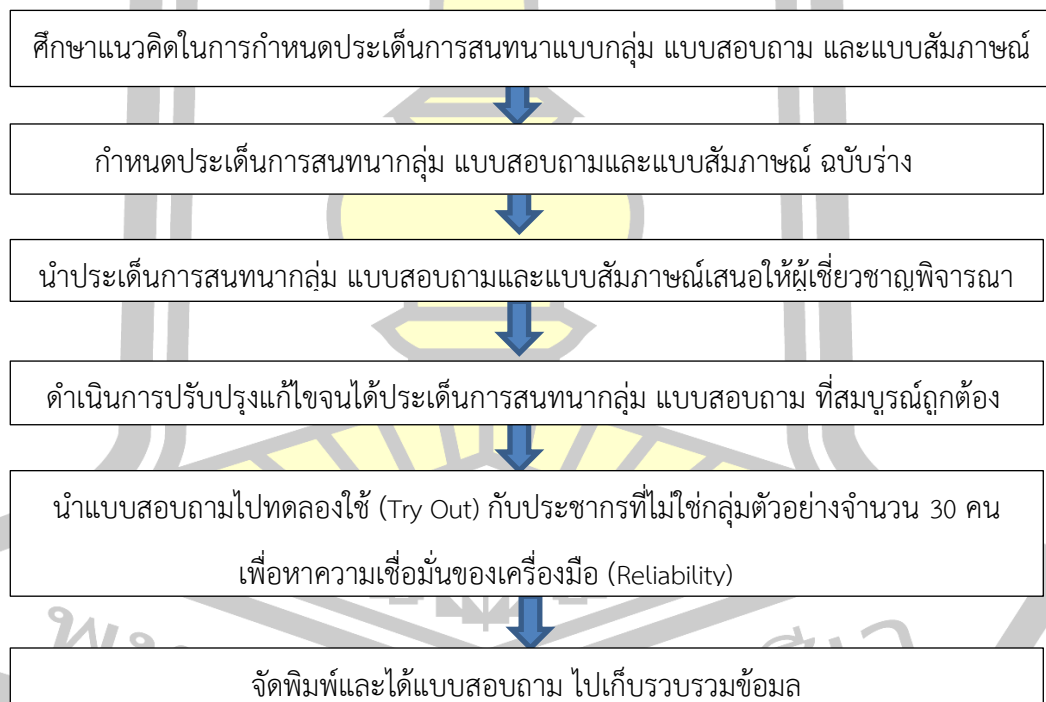 ศึกษาแนวคิดในการกำหนดประเด็นการสนทนาแบบกลุ่ม แบบสอบถาม และแบบสัมภาษณ์
กำหนดประเด็นการสนทนากลุ่ม แบบสอบถามและแบบสัมภาษณ์ ฉบับร่าง
นำประเด็นการสนทนากลุ่ม แบบสอบถามและแบบสัมภาษณ์เสนอให้ผู้เชี่ยวชาญพิจารณา
ดำเนินการปรับปรุงแก้ไขจนได้ประเด็นการสนทนากลุ่ม แบบสอบถาม ที่สมบูรณ์ถูกต้อง
นำแบบสอบถามไปทดลองใช้ (Try Out) กับประชากรที่ไม่ใช่กลุ่มตัวอย่างจำนวน 30 คน
เพื่อหาความเชื่อมั่นของเครื่องมือ (Reliability)
จัดพิมพ์และได้แบบสอบถาม ไปเก็บรวบรวมข้อมูล